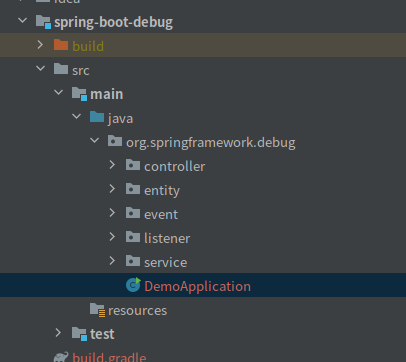 spring-boot-debug
build
src
main
java
org.springframework.debug
controller
entity
event
listener
service
DemoApplication
resources
test
build.gradle